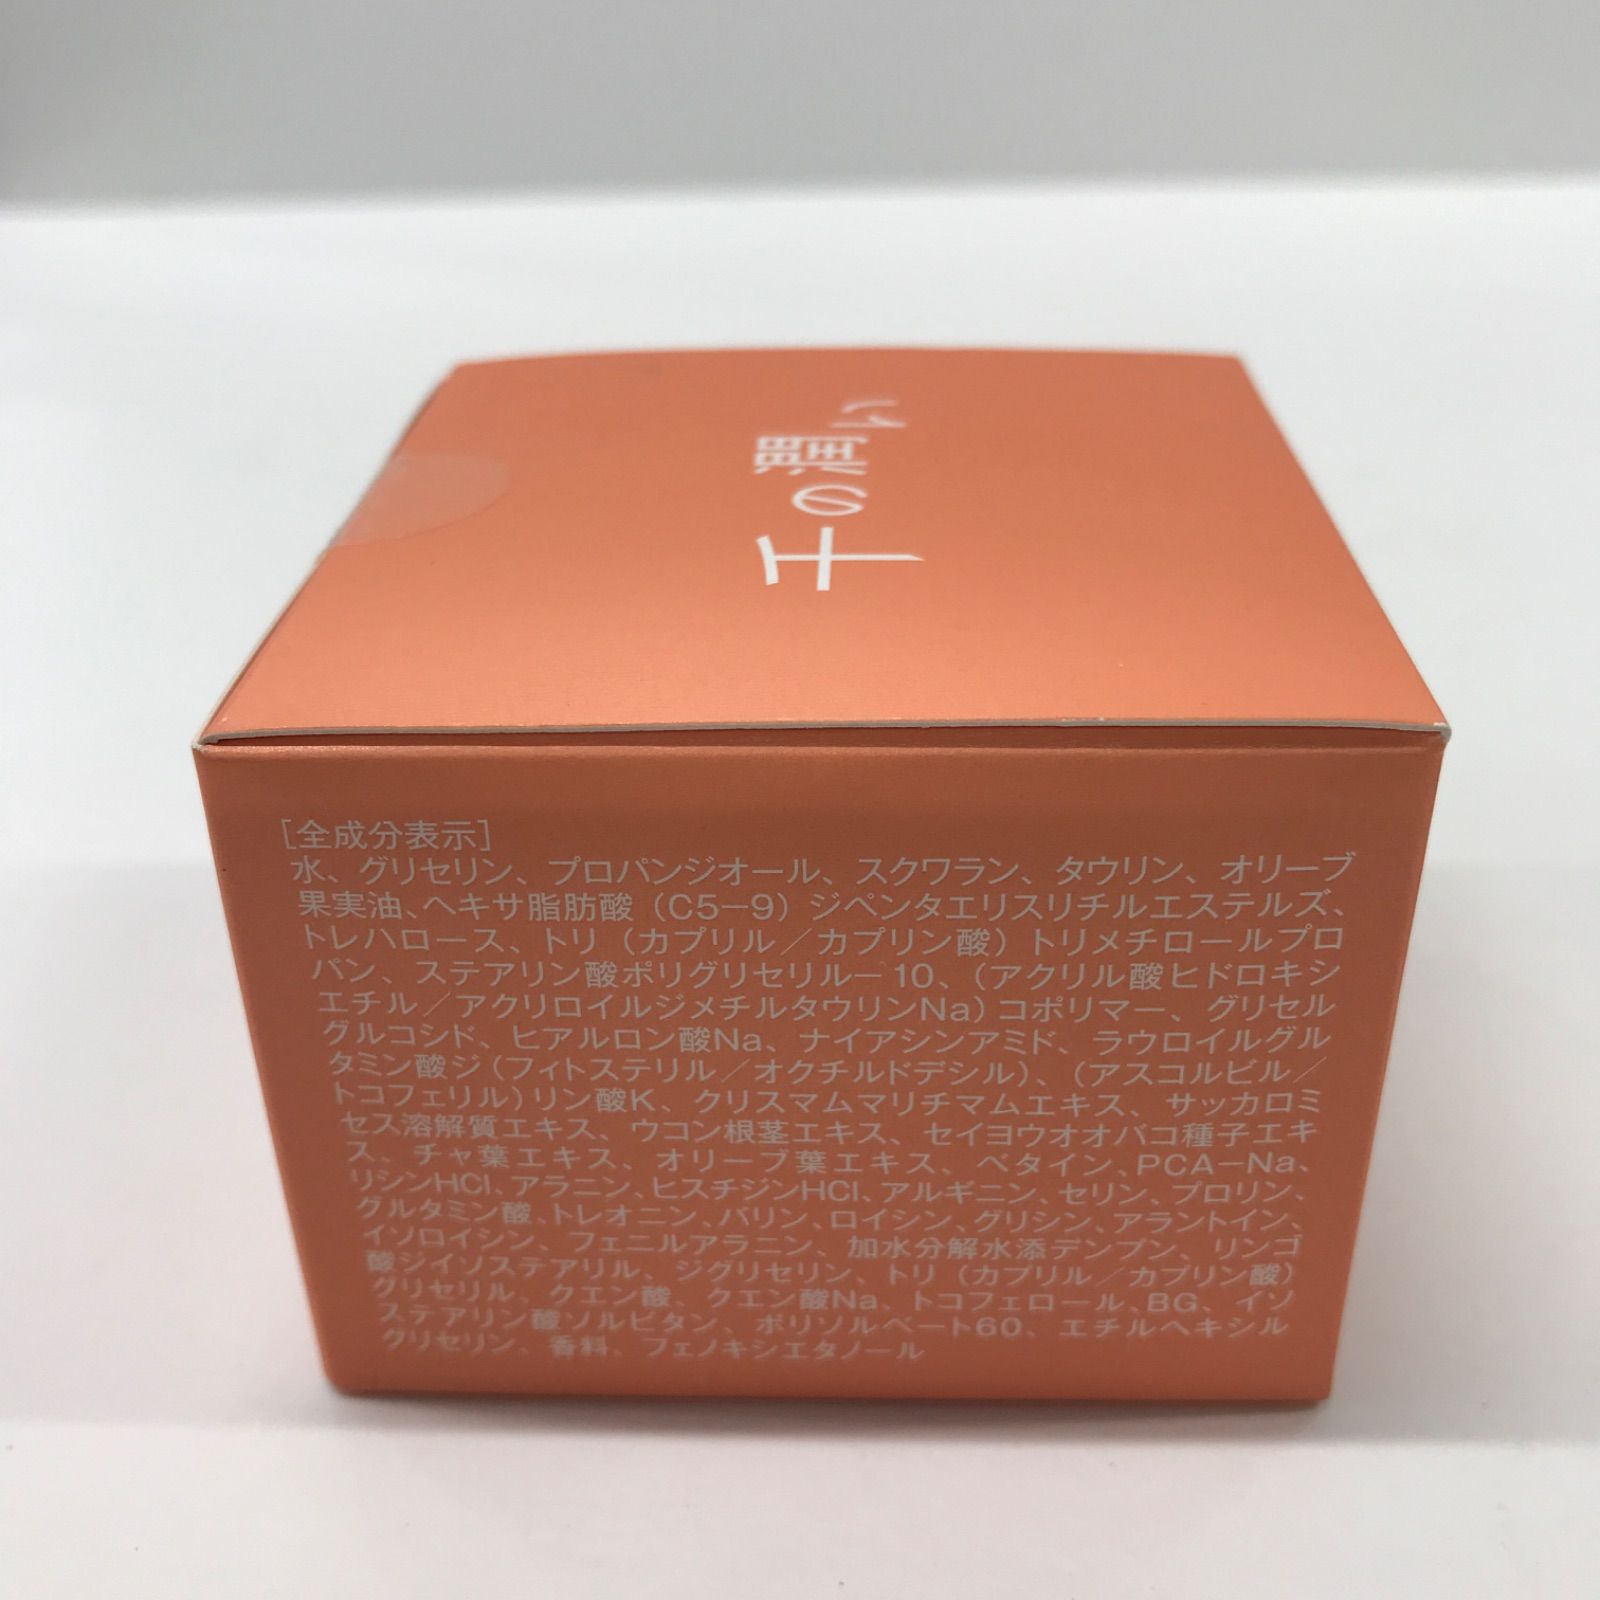 千の潤い
[全成分表示]
水、グリセリン、プロパンジオール、スクワラン、タウリン、オリーブ
果実油、ヘキサ脂肪酸（C5－9）ジペンタエリスリチルエステルズ、
トレハロース、トリ（カプリル／カプリン酸）トリメチロールプロ
パン、ステアリン酸ポリグリセリル－10、（アクリル酸ヒドロキシ
エチル／アクリロイルジメチルタウリンNa）コポリマー、グリセリル
グルコシド、ヒアルロン酸Na、ナイアシンアミド、ラウロイルグル
タミン酸ジ（フィトステリル／オクチルドデシル）、（アスコルビル／
トコフェリル）リン酸K、クリスマムマリチマムエキス、サッカロミ
セス溶解質エキス、ウコン根茎エキス、セイヨウオオバコ種子エキ
ス、チャ葉エキス、オリーブ葉エキス、ベタイン、PCA－Na、
リシンHCl、アラニン、ヒスチジンHCl、アルギニン、セリン、プロリン、
グルタミン酸、トレオニン、バリン、ロイシン、グリシン、アラントイン、
イソロイシン、フェニルアラニン、加水分解水添デンプン、リンゴ
酸ジイソステアリル、ジグリセリン、トリ（カプリル／カプリン酸）
グリセリル、クエン酸、クエン酸Na、トコフェロール、BG、イソ
ステアリン酸ソルビタン、ポリソルベート60、エチルヘキシル
グリセリン、香料、フェノキシエタノール